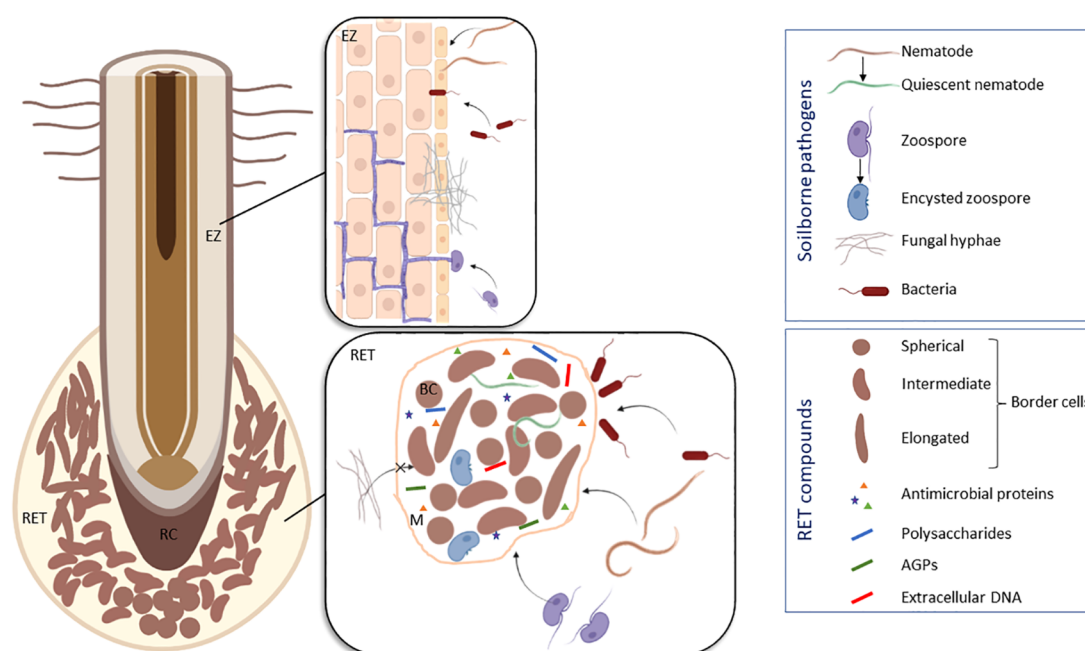 EZ
EZ
RET
RC
RET
BC
M
Soilborne pathogens
Nematode
Quiescent nematode
Zoospore
Encysted zoospore
Fungal hyphae
Bacteria
RET compounds
Spherical
Intermediate
Border cells
Elongated
Antimicrobial proteins
Polysaccharides
AGPs
Extracellular DNA